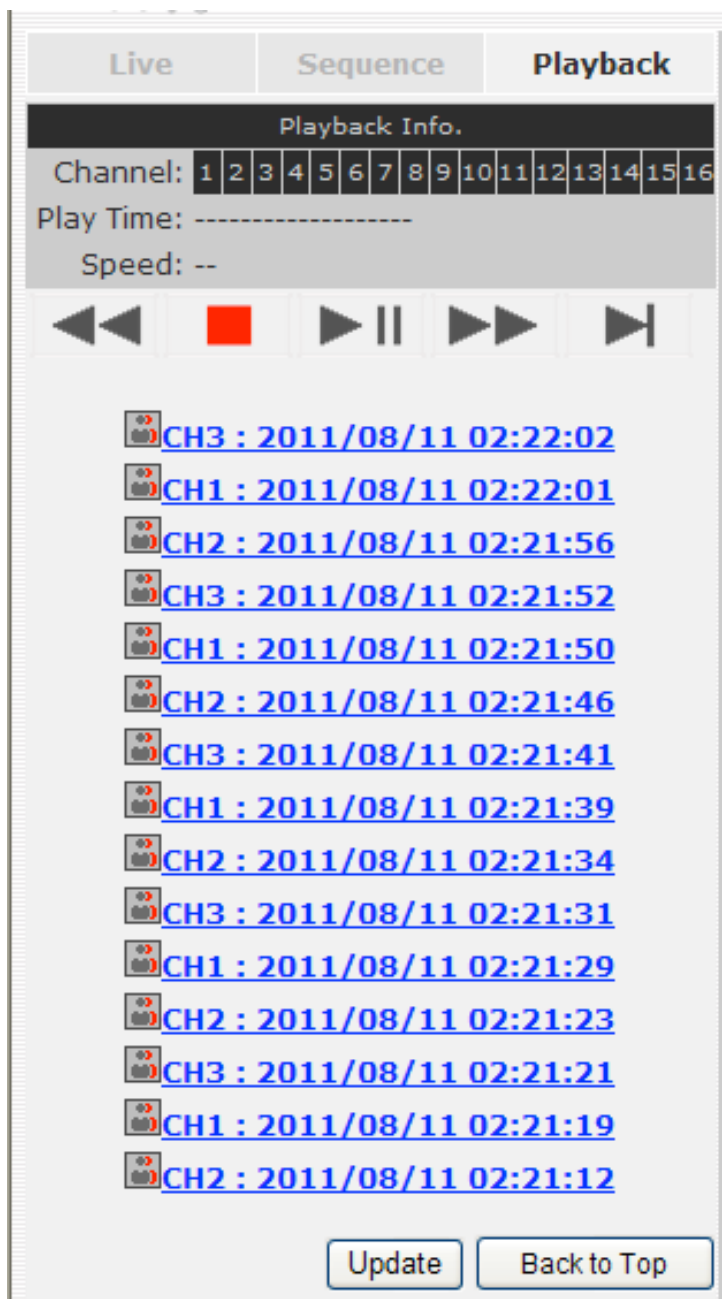 Live Sequence Playback
Playback Info.
Channel: 1 2 3 4 5 6 7 8 9 10 11 12 13 14 15 16
Play Time: -------------------
Speed: --
CH3 : 2011/08/11 02:22:02
CH1 : 2011/08/11 02:22:01
CH2 : 2011/08/11 02:21:56
CH3 : 2011/08/11 02:21:52
CH1 : 2011/08/11 02:21:50
CH2 : 2011/08/11 02:21:46
CH3 : 2011/08/11 02:21:41
CH1 : 2011/08/11 02:21:39
CH2 : 2011/08/11 02:21:34
CH3 : 2011/08/11 02:21:31
CH1 : 2011/08/11 02:21:29
CH2 : 2011/08/11 02:21:23
CH3 : 2011/08/11 02:21:21
CH1 : 2011/08/11 02:21:19
CH2 : 2011/08/11 02:21:12
Update Back to Top